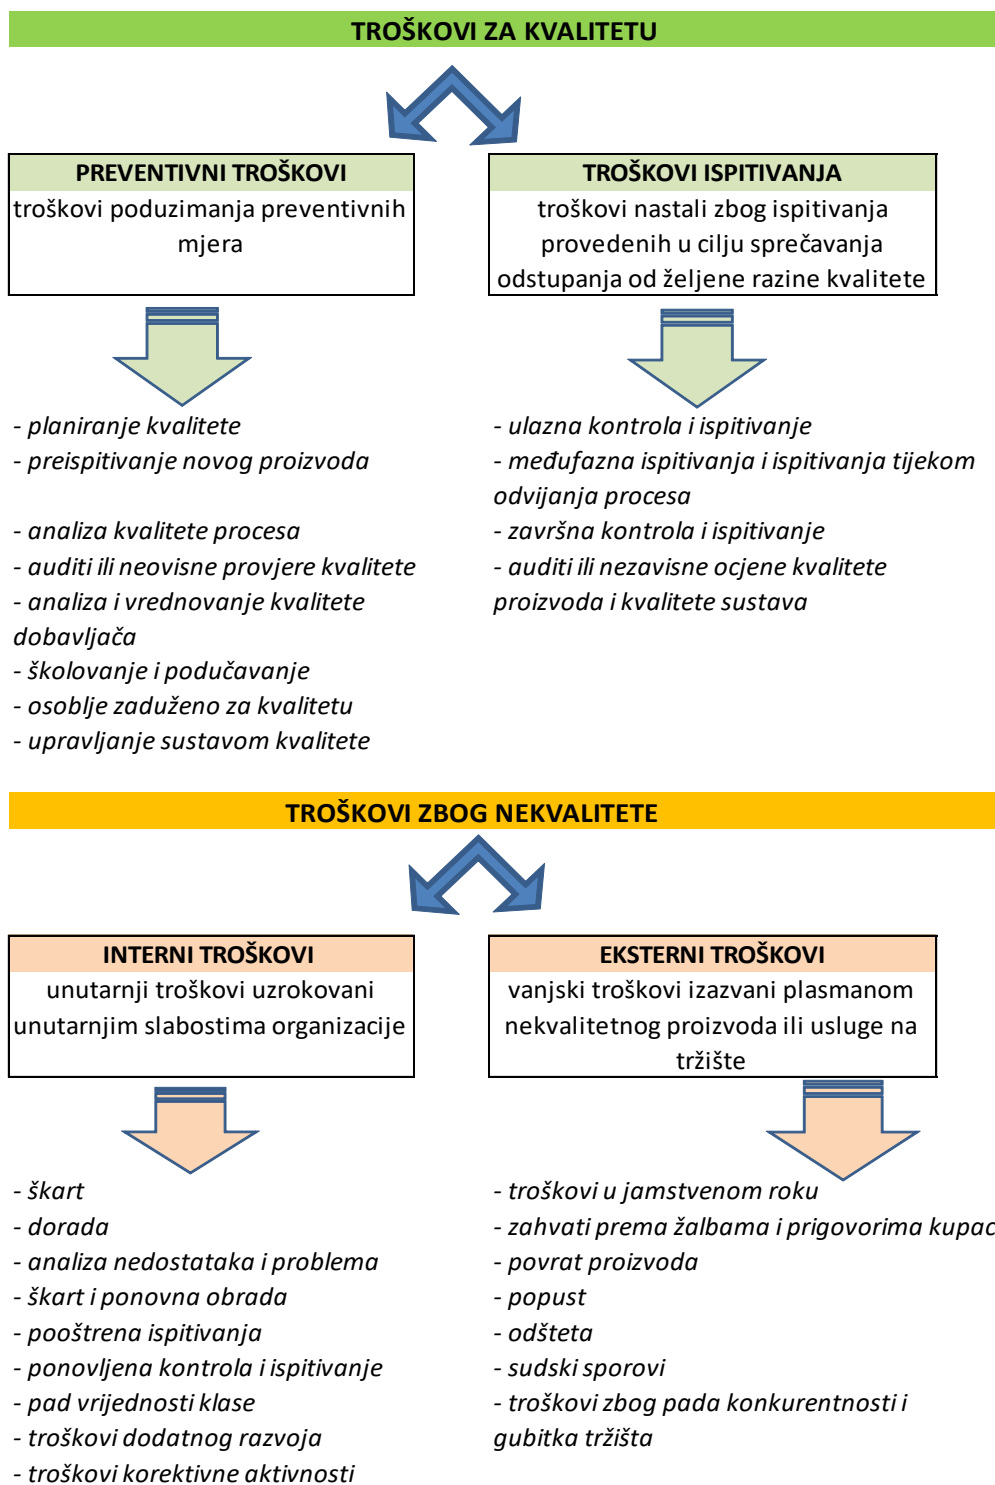 TROŠKOVI ZA KVALITETU
PREVENTIVNI TROŠKOVI
troškovi poduzimanja preventivnih
mjera
TROŠKOVI ISPITIVANJA
troškovi nastali zbog ispitivanja
provedenih u cilju sprečavanja
odstupanja od željene razine kvalitete
- planiranje kvalitete
- preispitivanje novog proizvoda
- analiza kvalitete procesa
- auditi ili neovisne provjere kvalitete
- analiza i vrednovanje kvalitete
dobavljača
- školovanje i podučavanje
- osoblje zaduženo za kvalitetu
- upravljanje sustavom kvalitete
- ulazna kontrola i ispitivanje
- međufazna ispitivanja i ispitivanja tijekom
odvijanja procesa
- završna kontrola i ispitivanje
- auditi ili nezavisne ocjene kvalitete
proizvoda i kvalitete sustava
TROŠKOVI ZBOG NEKVALITETE
INTERNI TROŠKOVI
unutarnji troškovi uzrokovani
unutarnjim slabostima organizacije
EKSTERNI TROŠKOVI
vanjski troškovi izazvani plasmanom
nekvalitetnog proizvoda ili usluge na
tržište
- škart
- dorada
- analiza nedostataka i problema
- škart i ponovna obrada
- pooštrena ispitivanja
- ponovljena kontrola i ispitivanje
- pad vrijednosti klase
- troškovi dodatnog razvoja
- troškovi korektivne aktivnosti
- troškovi u jamstvenom roku
- zahvati prema žalbama i prigovorima kupac
- povrat proizvoda
- popust
- odšteta
- sudski sporovi
- troškovi zbog pada konkurentnosti i
gubitka tržišta